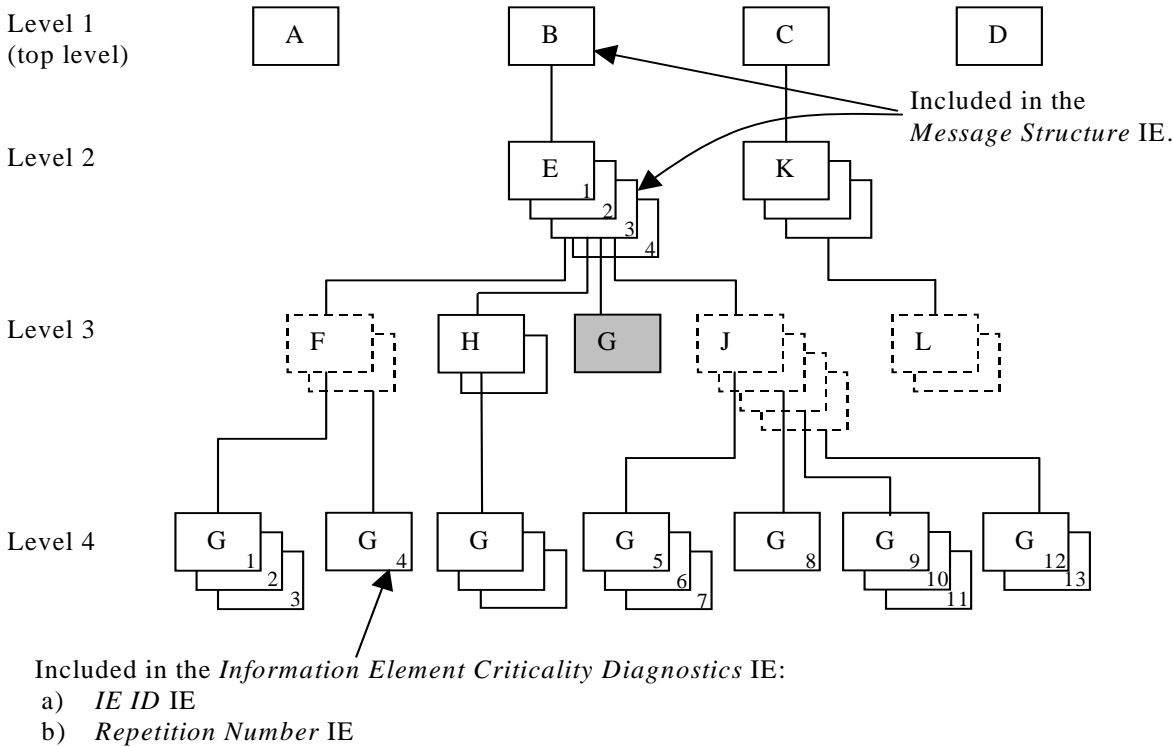 Level 1
(top level)
A
B
C
D
Included in the
Message Structure IE.
Level 2
E
1
2
3
4
K
Level 3
F
H
G
J
L
Level 4
G
1
2
3
G
4
G
G
5
6
7
G
8
G
9
10
11
G
12
13
Included in the Information Element Criticality Diagnostics IE:
a) IE ID IE
b) Repetition Number IE